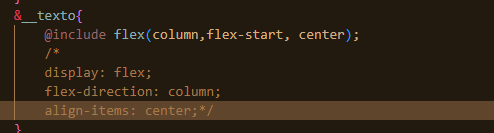 &__texto{
@include flex(column,flex-start, center);
/*
display: flex;
flex-direction: column;
align-items: center;*/
}